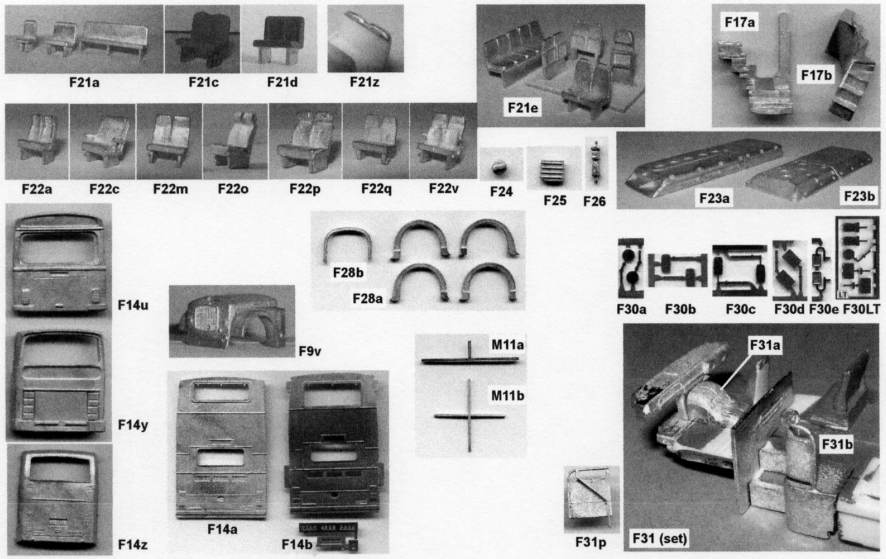 F21a
F21c
F21d
F21z
F21e
F17a
F17b
F22a
F22c
F22m
F22o
F22p
F22q
F22v
F24
F25
F26
F23a
F23b
F14u
F28b
F28a
F30a
F30b
F30c
F30d
F30e
F30LT
LT
F9v
M11a
M11b
F31a
F31b
F14y
F14z
F14a
F14b
F31p
F31 (set)